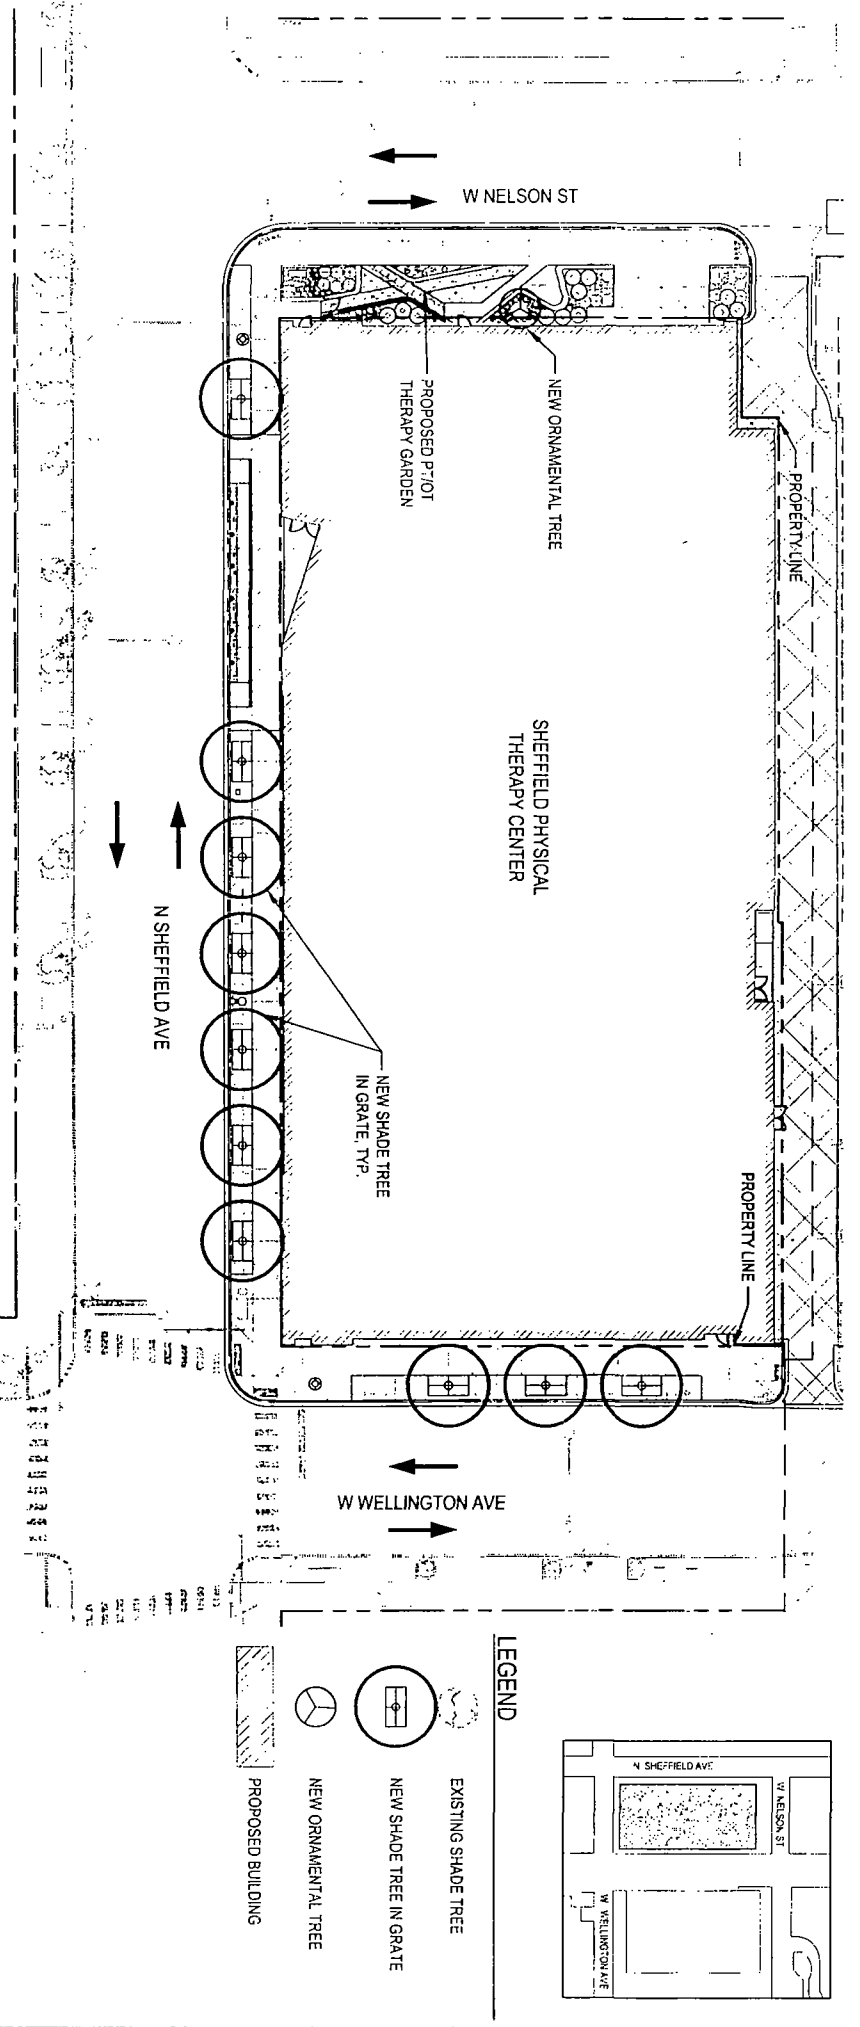 W NELSON ST
PROPOSED PT/OT
THERAPY GARDEN
NEW ORNAMENTAL TREE
PROPERTY LINE
SHEFFIELD PHYSICAL
THERAPY CENTER
N SHEFFIELD AVE
NEW SHADE TREE
IN GRATE, TYP.
PROPERTY LINE
W WELLINGTON AVE
LEGEND
EXISTING SHADE TREE
NEW SHADE TREE IN GRATE
NEW ORNAMENTAL TREE
PROPOSED BUILDING
N SHEFFIELD AVE
W NELSON ST
W WELLINGTON AVE